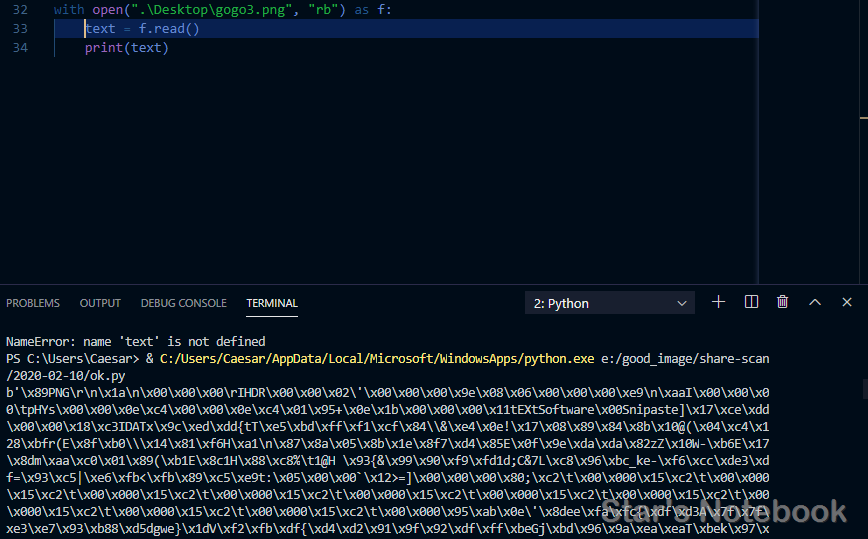 32 with open(".\Desktop\gogo3.png", "rb") as f:
33 text = f.read()
34 print(text)
PROBLEMS OUTPUT DEBUG CONSOLE TERMINAL 2: Python
NameError: name 'text' is not defined
PS C:\Users\Caesar> & C:/Users/Caesar/AppData/Local/Microsoft/WindowsApps/python.exe e:/good_image/share-scan
/2020-02-10/ok.py
b'\x89PNG\r\n\x1a\n\x00\x00\x00\rIHDR\x00\x00\x02\'\x00\x00\x00\x9e\x08\x06\x00\x00\x00\xe9\n\xaaI\x00\x00\x0
0\tpHYs\x00\x00\x0e\xc4\x00\x00\x0e\xc4\x01\x95+\x0e\x1b\x00\x00\x00\x11tEXtSoftware\x00Snipaste]\x17\xce\xdd
\x00\x00\x18\xc3IDATx\x9c\xed\xdd{tT\xe5\xbd\xff\xf1\xcf\x84\\&\xe4\x0e!\x17\x08\x89\x84\x8b\x10@(\x04\xc4\x1
28\xbfr(E\x8f\xb0\\\x14\x81\xf6H\xa1\n\x87\x8a\x05\x8b\x1e\x8f7\xd4\x85E\x0f\x9e\xda\xda\x82zZ\x10W-\xb6E\x17
\x8dm\xaa\xc0\x01\x89(\xb1E\x8c1H\x88\xc8%\t1@H \x93{&\x99\x90\xf9\xfd1d;C&7L\xc8\x96\xbc_ke-\xf6\xcc\xde3\xd
f=\x93\xc5|\xe6\xfb<\xfb\x89\xc5\xe9t:\x05\x00\x00`\x12>=]\x00\x00\x00\x80;\xc2\t\x00\x000\x15\xc2\t\x00\x000
\x15\xc2\t\x00\x000\x15\xc2\t\x00\x000\x15\xc2\t\x00\x000\x15\xc2\t\x00\x000\x15\xc2\t\x00\x000\x15\xc2\t\x00
\x000\x15\xc2\t\x00\x000\x15\xc2\t\x00\x000\x15\xc2\t\x00\x000\x95\xab\x0e\'\x8dee\xfa\xfc{\xdf\xd3A\x7f\x7f\
xe3\xe7\x93\xb88\xd5dgwe}\x1dV\xf2\xfb\xdf{\xd4\xd2\x91\x9f\x92\xdf\xff\xbeGj\xbd\x96\x9a\xea\xeaT\xbek\x97\x
Star's Notebook